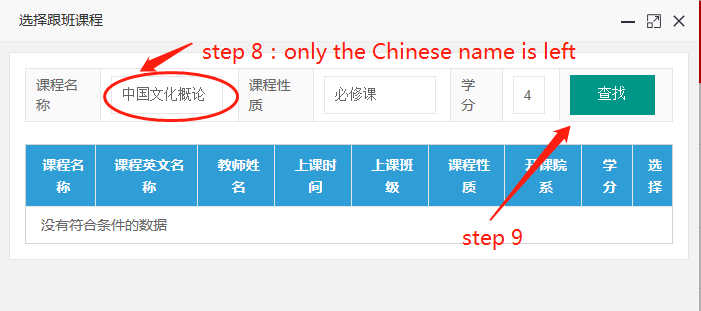 选择跟班课程
step 8：only the Chinese name is left
课程名
称
中国文化概论
课程性
质
必修课
学
分
4
查找
课程名
称
课程英文名
称
教师姓
名
上课时
间
上课班
级
课程性
质
开课院
系
学
分
选
择
没有符合条件的数据
step 9